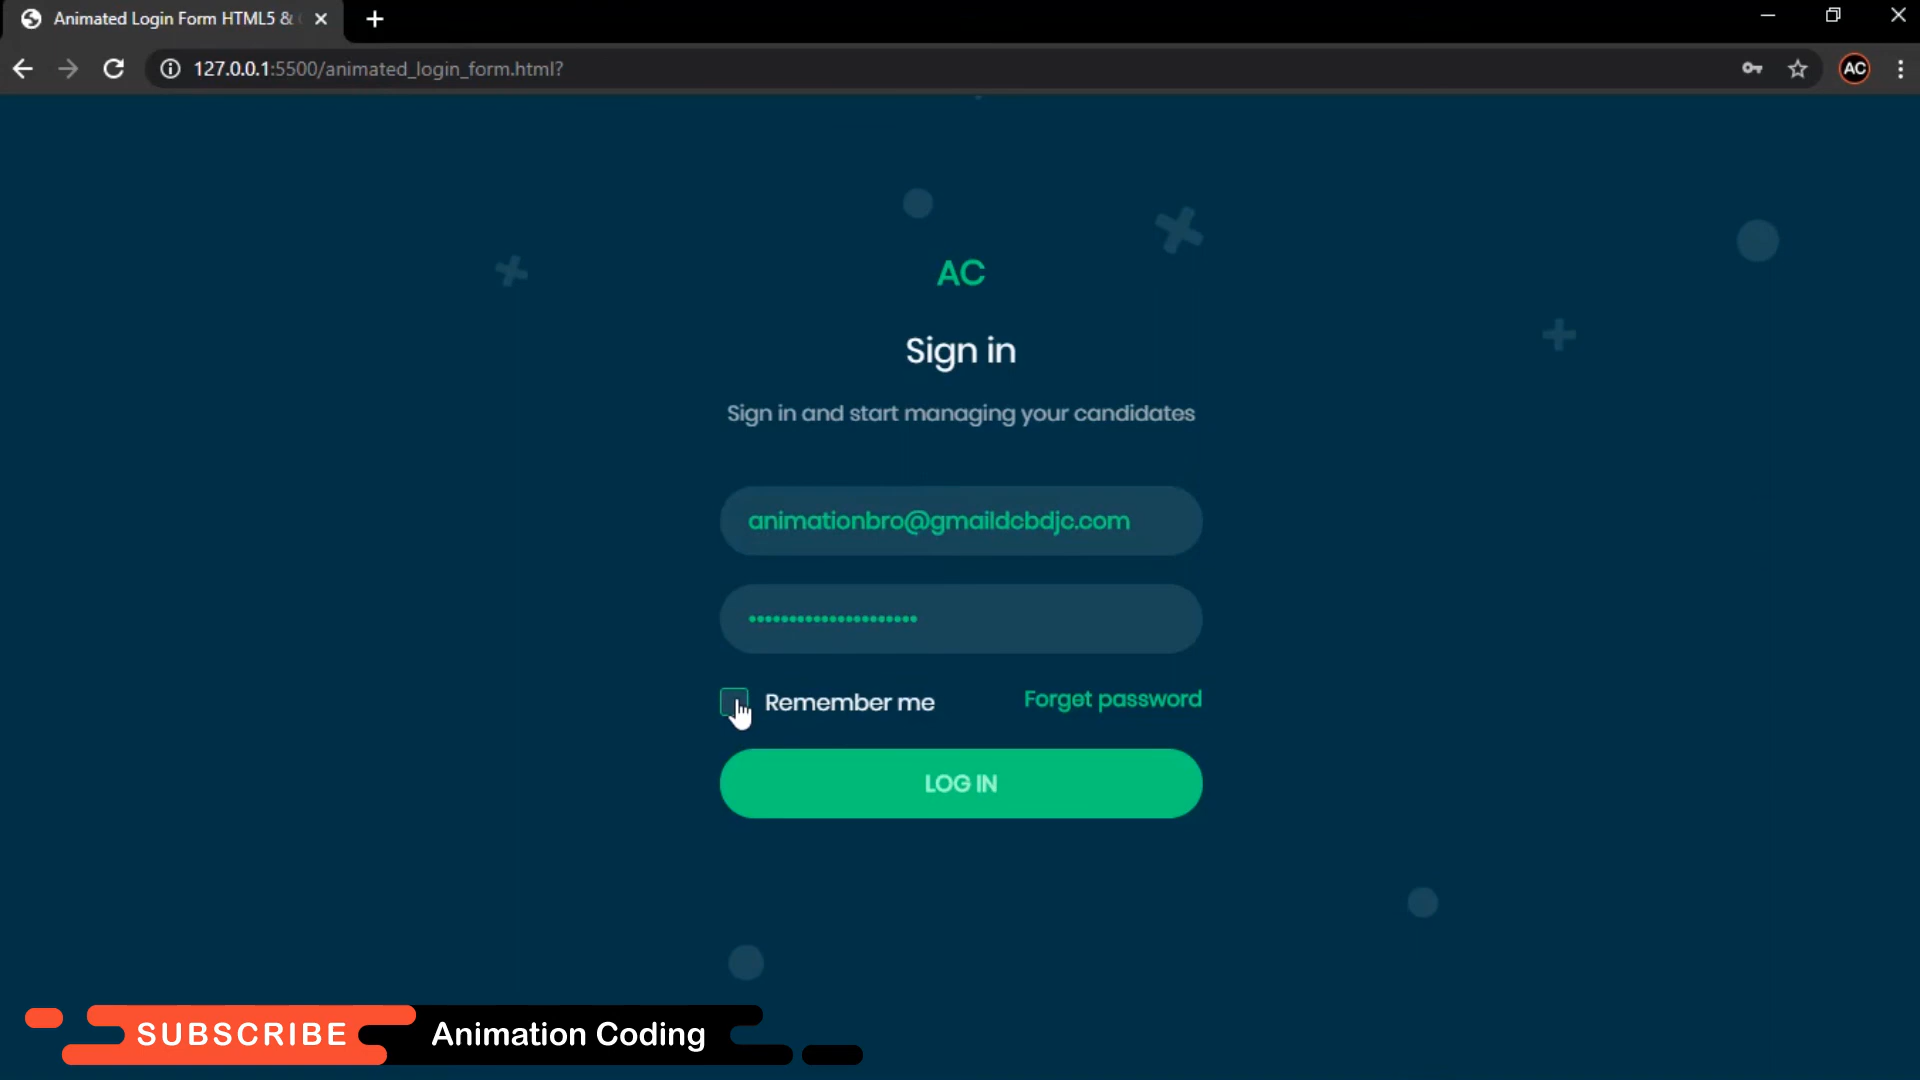 Animated Login Form HTML5 &
127.0.0.1:5500/animated_login_form.html?
AC
AC
Sign in
Sign in and start managing your candidates
animationbro@gmaildcbdjc.com
•••••••••••••••••••••
Remember me
Forget password
LOG IN
SUBSCRIBE
Animation Coding